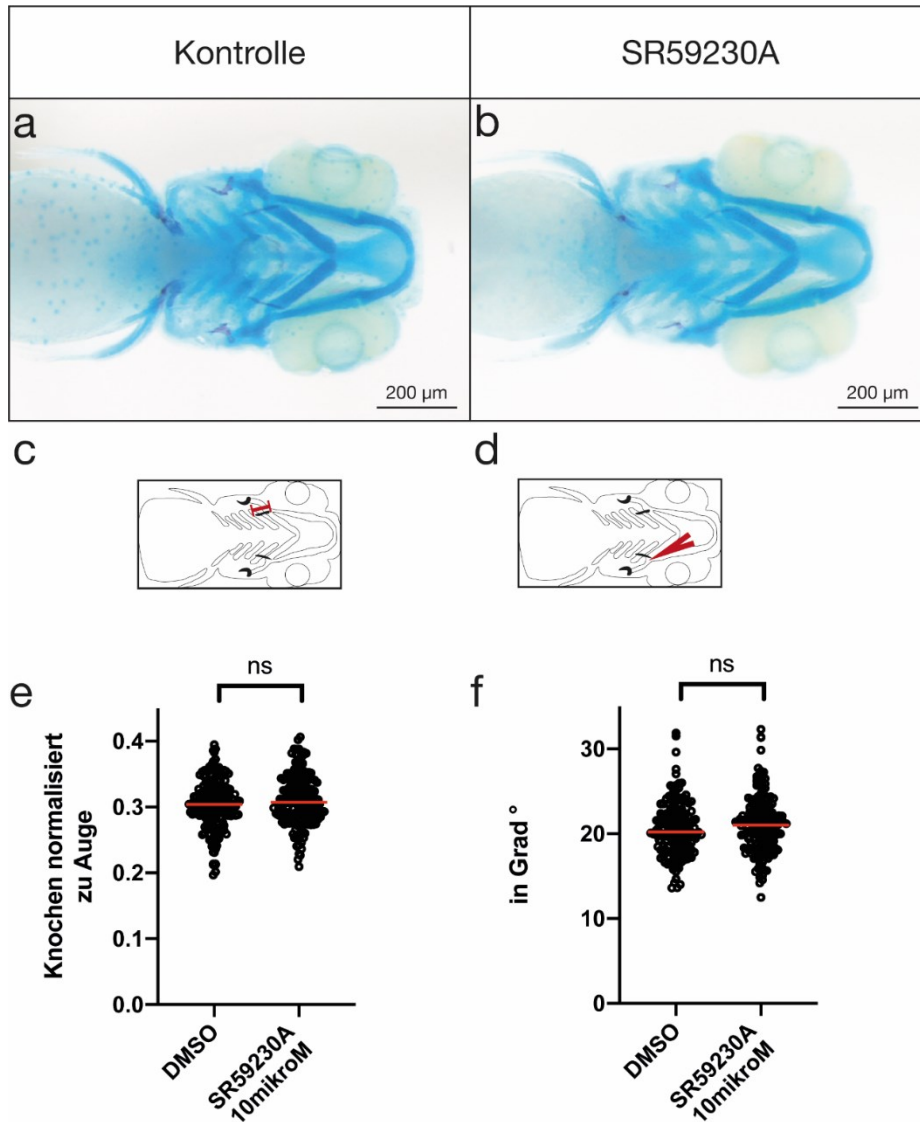 Kontrolle
SR59230A
a
b
200 µm
200 µm
c
d
e
ns
f
ns
Knochen normalisiert
zu Auge
0.4
0.3
0.2
0.1
0.0
DMSO
SR59230A
10mikroM
in Grad °
30
20
10
0
DMSO
SR59230A
10mikroM